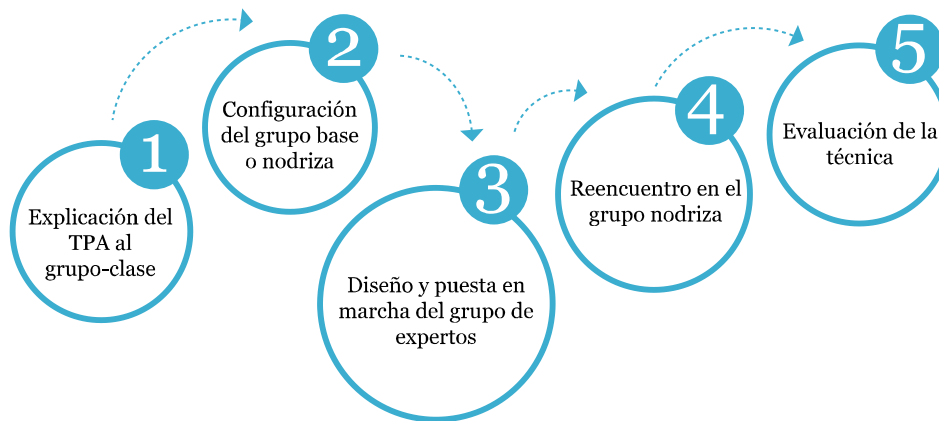 1
Explicación del
TPA al
grupo-clase
2
Configuración
del grupo base
o nodriza
3
Diseño y puesta en
marcha del grupo de
expertos
4
Reencuentro en el
grupo nodriza
5
Evaluación de la
técnica